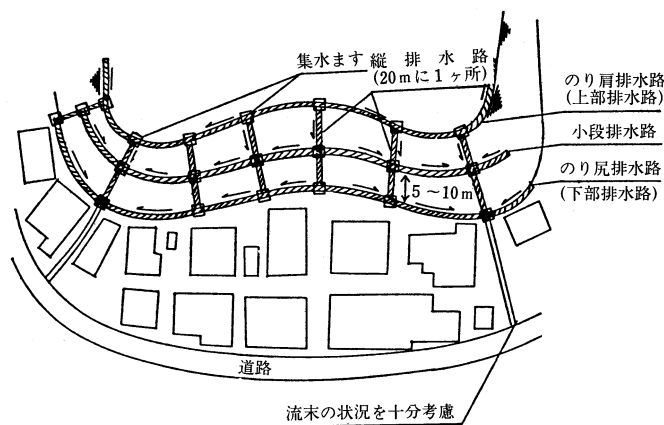 集水ます
縦排水路
(20mに1ヶ所)
のり肩排水路
(上部排水路)
小段排水路
のり尻排水路
(下部排水路)
5〜10m
道路
流末の状況を十分考慮